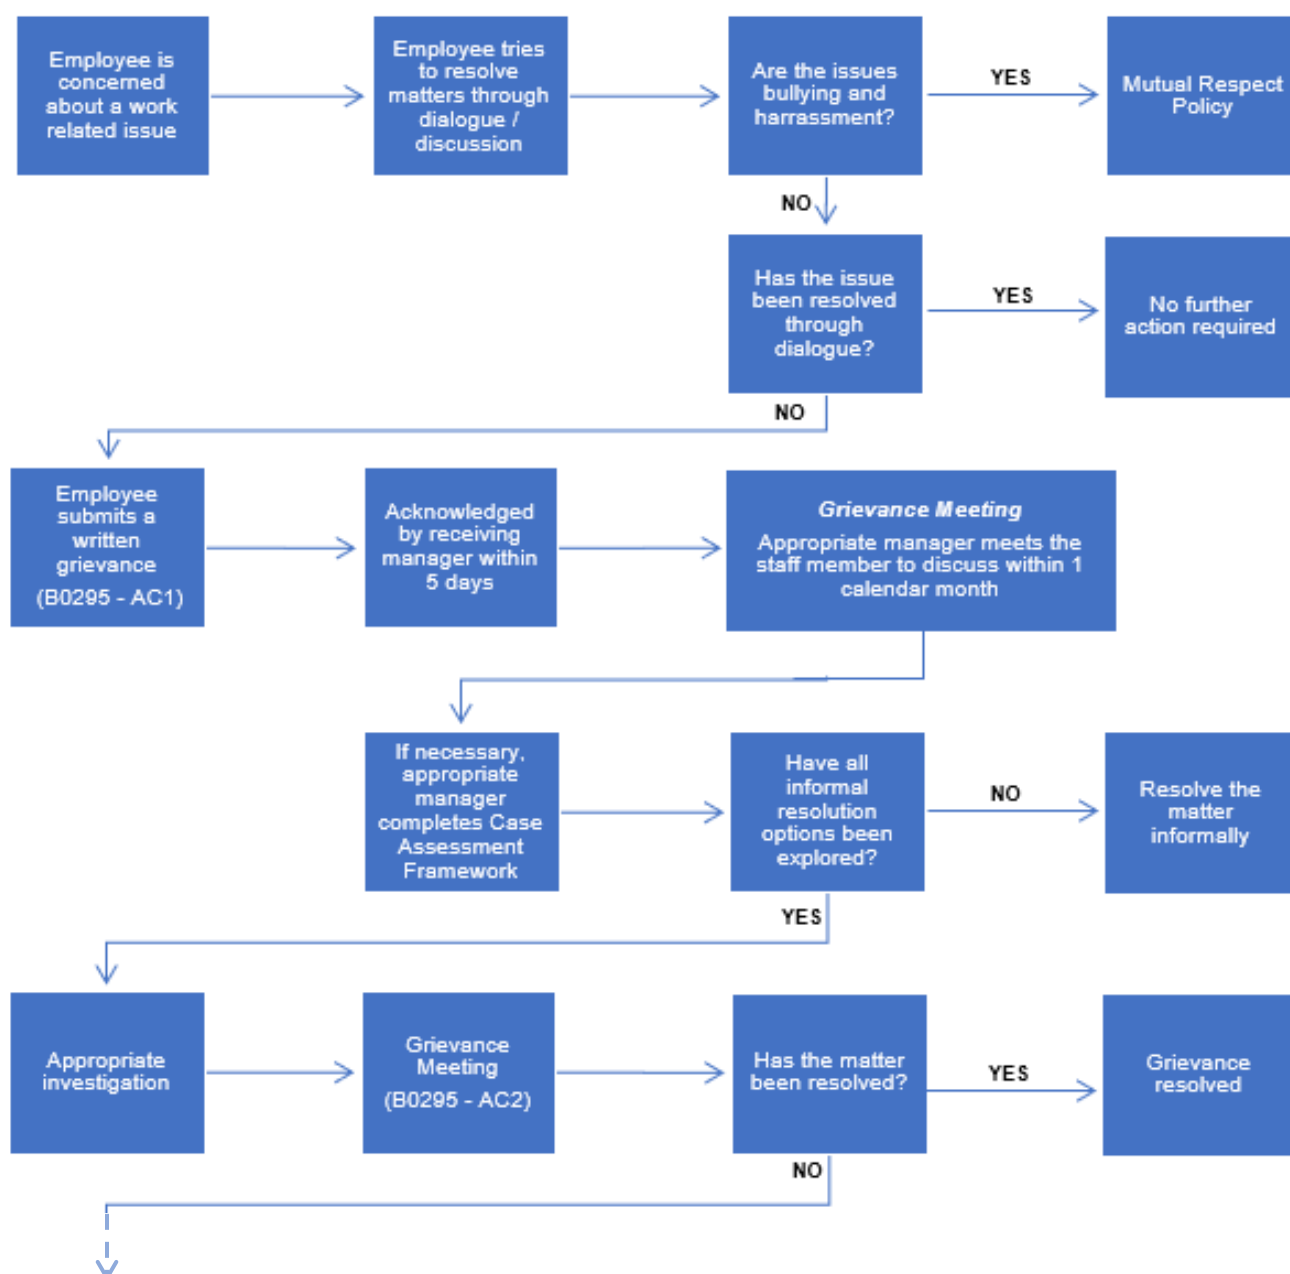 Employee is
concerned
about a work
related issue
Employee tries
to resolve
matters through
dialogue /
discussion
Are the issues
bullying and
harrassment?
YES
Mutual Respect
Policy
NO
Has the issue
been resolved
through
dialogue?
YES
No further
action required
NO
Employee
submits a
written
grievance
(B0295 - AC1)
Acknowledged
by receiving
manager within
5 days
Grievance Meeting
Appropriate manager meets the
staff member to discuss within 1
calendar month
If necessary,
appropriate
manager
completes Case
Assessment
Framework
Have all
informal
resolution
options been
explored?
NO
Resolve the
matter
informally
YES
Appropriate
investigation
Grievance
Meeting
(B0295 - AC2)
Has the matter
been resolved?
YES
Grievance
resolved
NO